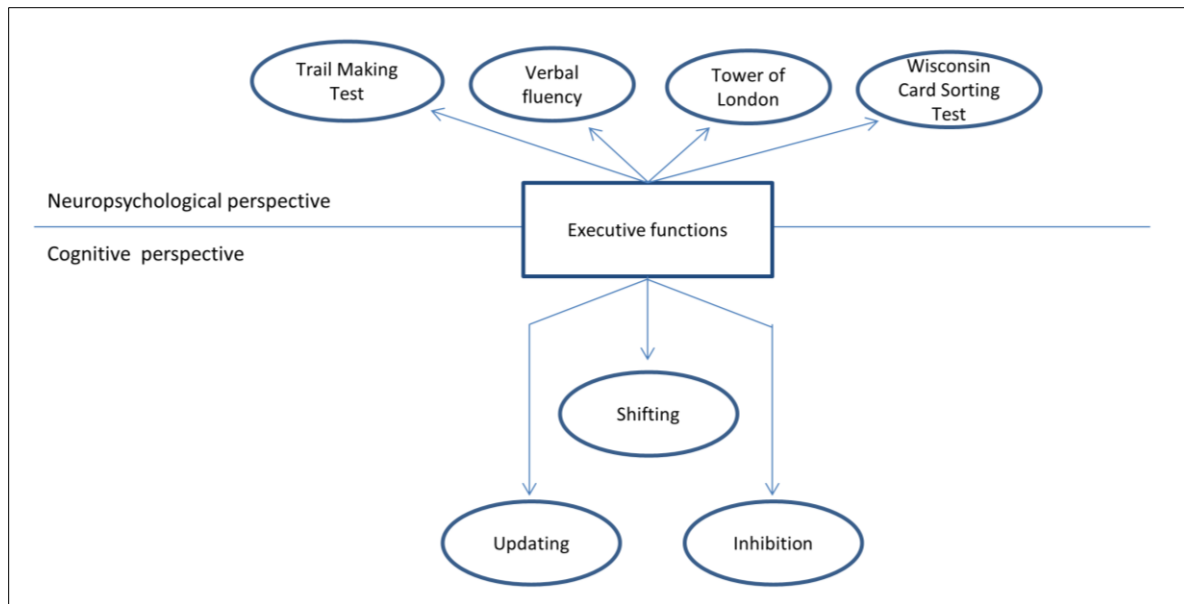 Trail Making
Test
Verbal
fluency
Tower of
London
Wisconsin
Card Sorting
Test
Neuropsychological perspective
Executive functions
Cognitive perspective
Shifting
Updating
Inhibition